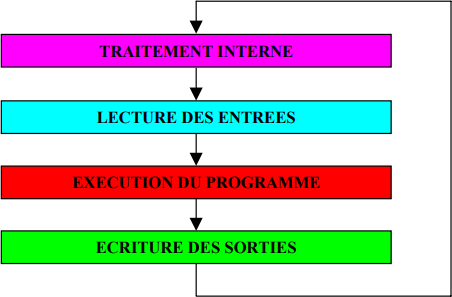 TRAITEMENT INTERNE
LECTURE DES ENTREES
EXECUTION DU PROGRAMME
ECRITURE DES SORTIES